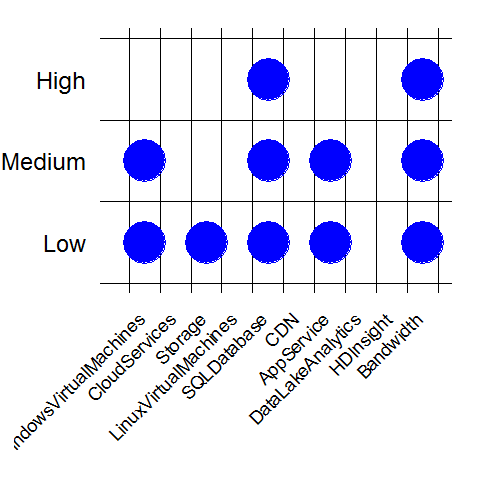 High
Medium
Low
ndowsVirtualMachines
CloudServices
Storage
LinuxVirtualMachines
SQLDatabase
CDN
AppService
DataLakeAnalytics
HDInsight
Bandwidth